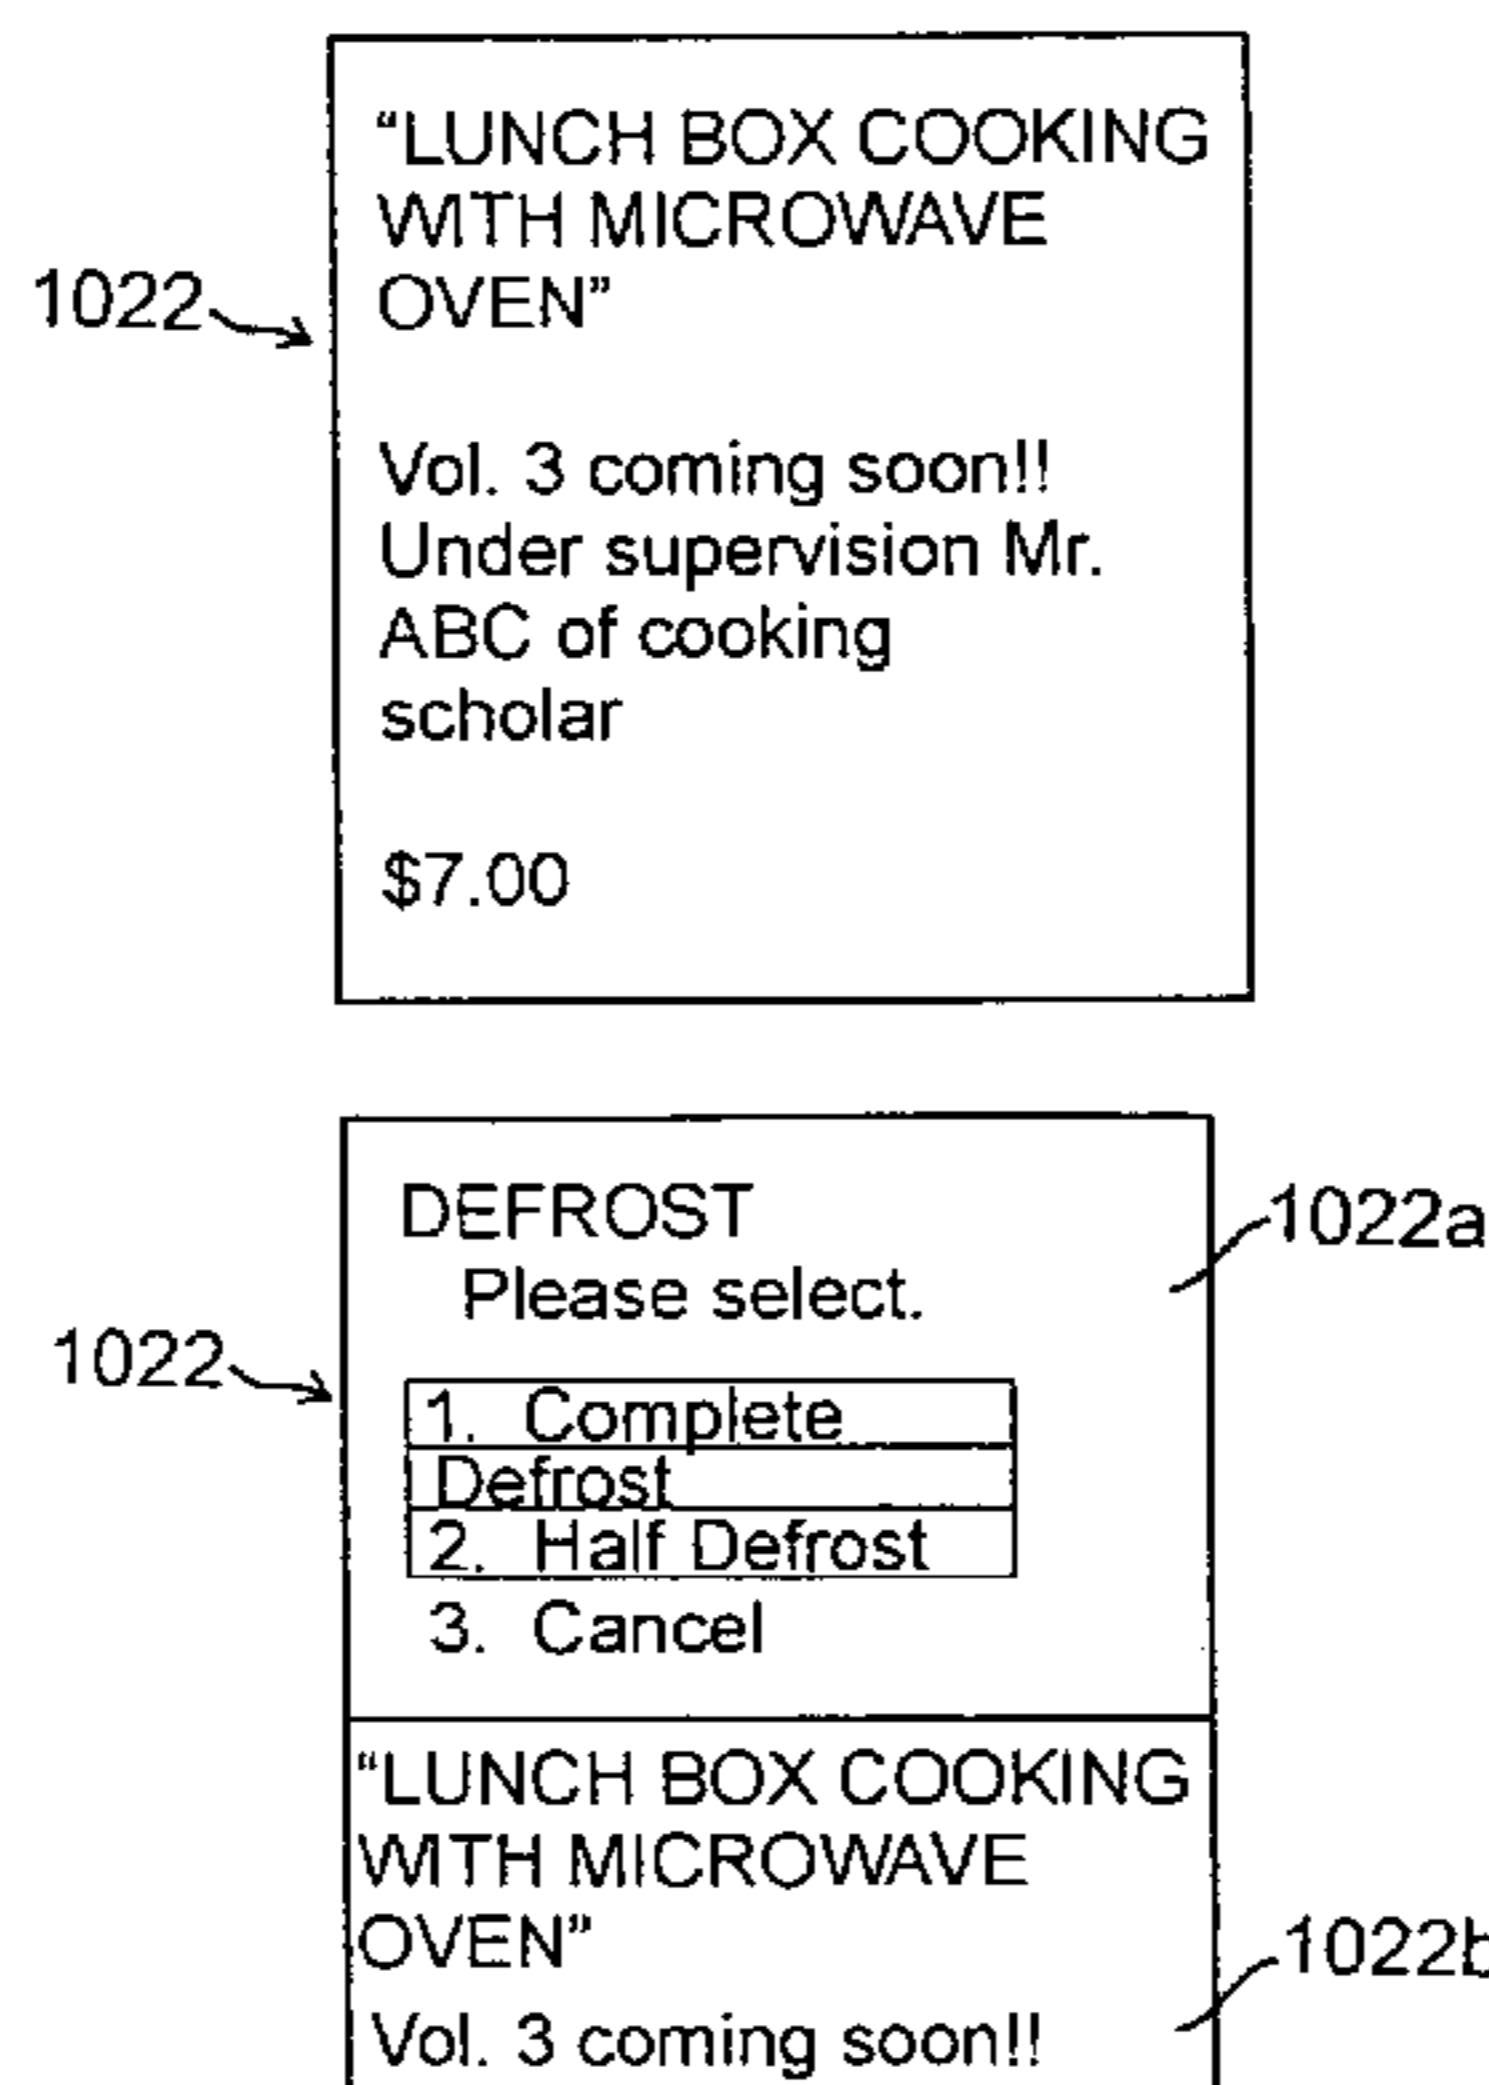 "LUNCH BOX COOKING
WITH MICROWAVE
OVEN"
1022
Vol. 3 coming soon!!
Under supervision Mr.
ABC of cooking
scholar
$7.00
DEFROST
1022a
Please select.
1022
1. Complete
Defrost
2. Half Defrost
3. Cancel
"LUNCH BOX COOKING
WITH MICROWAVE
OVEN"
1022b
Vol. 3 coming soon!!